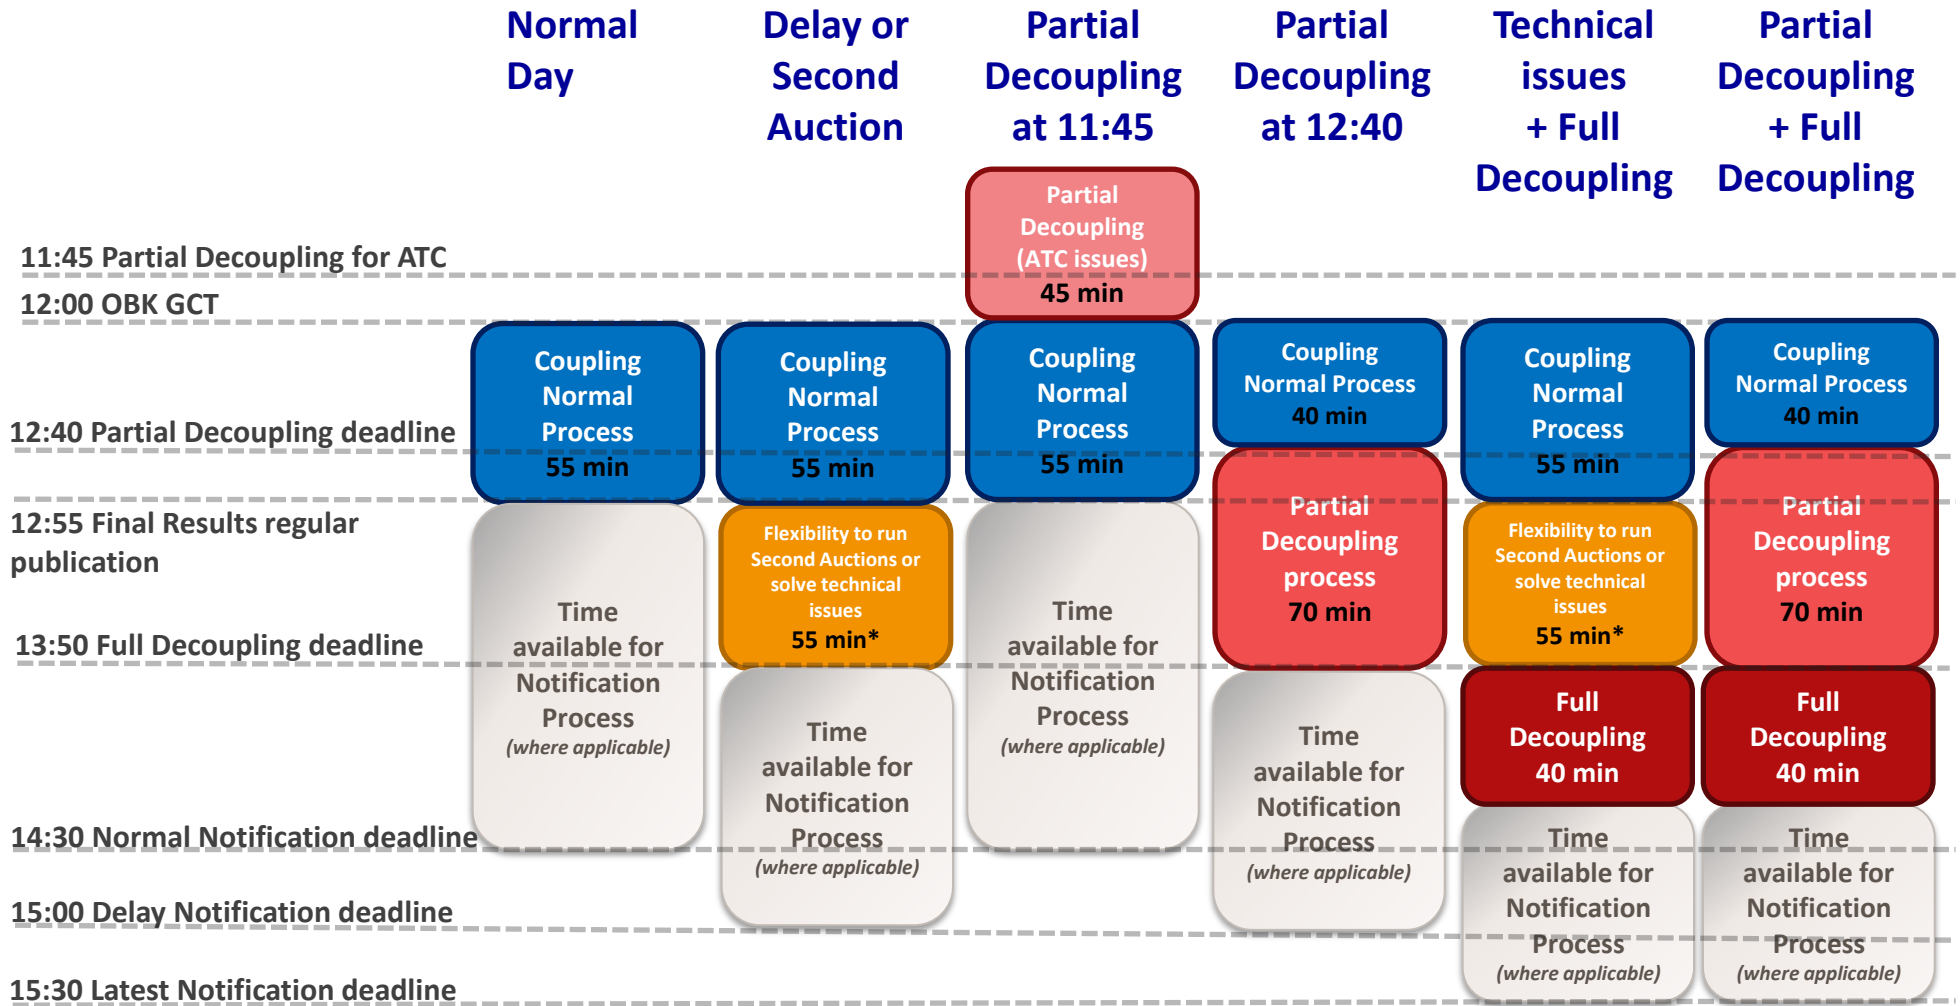 Normal
Day
Delay or
Second
Auction
Partial
Decoupling
at 11:45
Partial
Decoupling
at 12:40
Technical
issues
+ Full
Decoupling
Partial
Decoupling
+ Full
Decoupling
11:45 Partial Decoupling for ATC
12:00 OBK GCT
12:40 Partial Decoupling deadline
12:55 Final Results regular
publication
13:50 Full Decoupling deadline
14:30 Normal Notification deadline
15:00 Delay Notification deadline
15:30 Latest Notification deadline
Coupling
Normal
Process
55 min
Time
available for
Notification
Process
(where applicable)
Coupling
Normal
Process
55 min
Flexibility to run
Second Auctions or
solve technical
issues
55 min*
Time
available for
Notification
Process
(where applicable)
Partial
Decoupling
(ATC issues)
45 min
Coupling
Normal
Process
55 min
Time
available for
Notification
Process
(where applicable)
Coupling
Normal Process
40 min
Partial
Decoupling
process
70 min
Time
available for
Notification
Process
(where applicable)
Coupling
Normal
Process
55 min
Flexibility to run
Second Auctions or
solve technical
issues
55 min*
Full
Decoupling
40 min
Time
available for
Notification
Process
(where applicable)
Coupling
Normal Process
40 min
Partial
Decoupling
process
70 min
Full
Decoupling
40 min
Time
available for
Notification
Process
(where applicable)